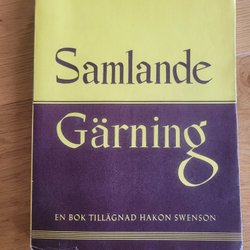 Samlande
Gärning
EN BOK TILLÄGNAD HAKON SWENSON